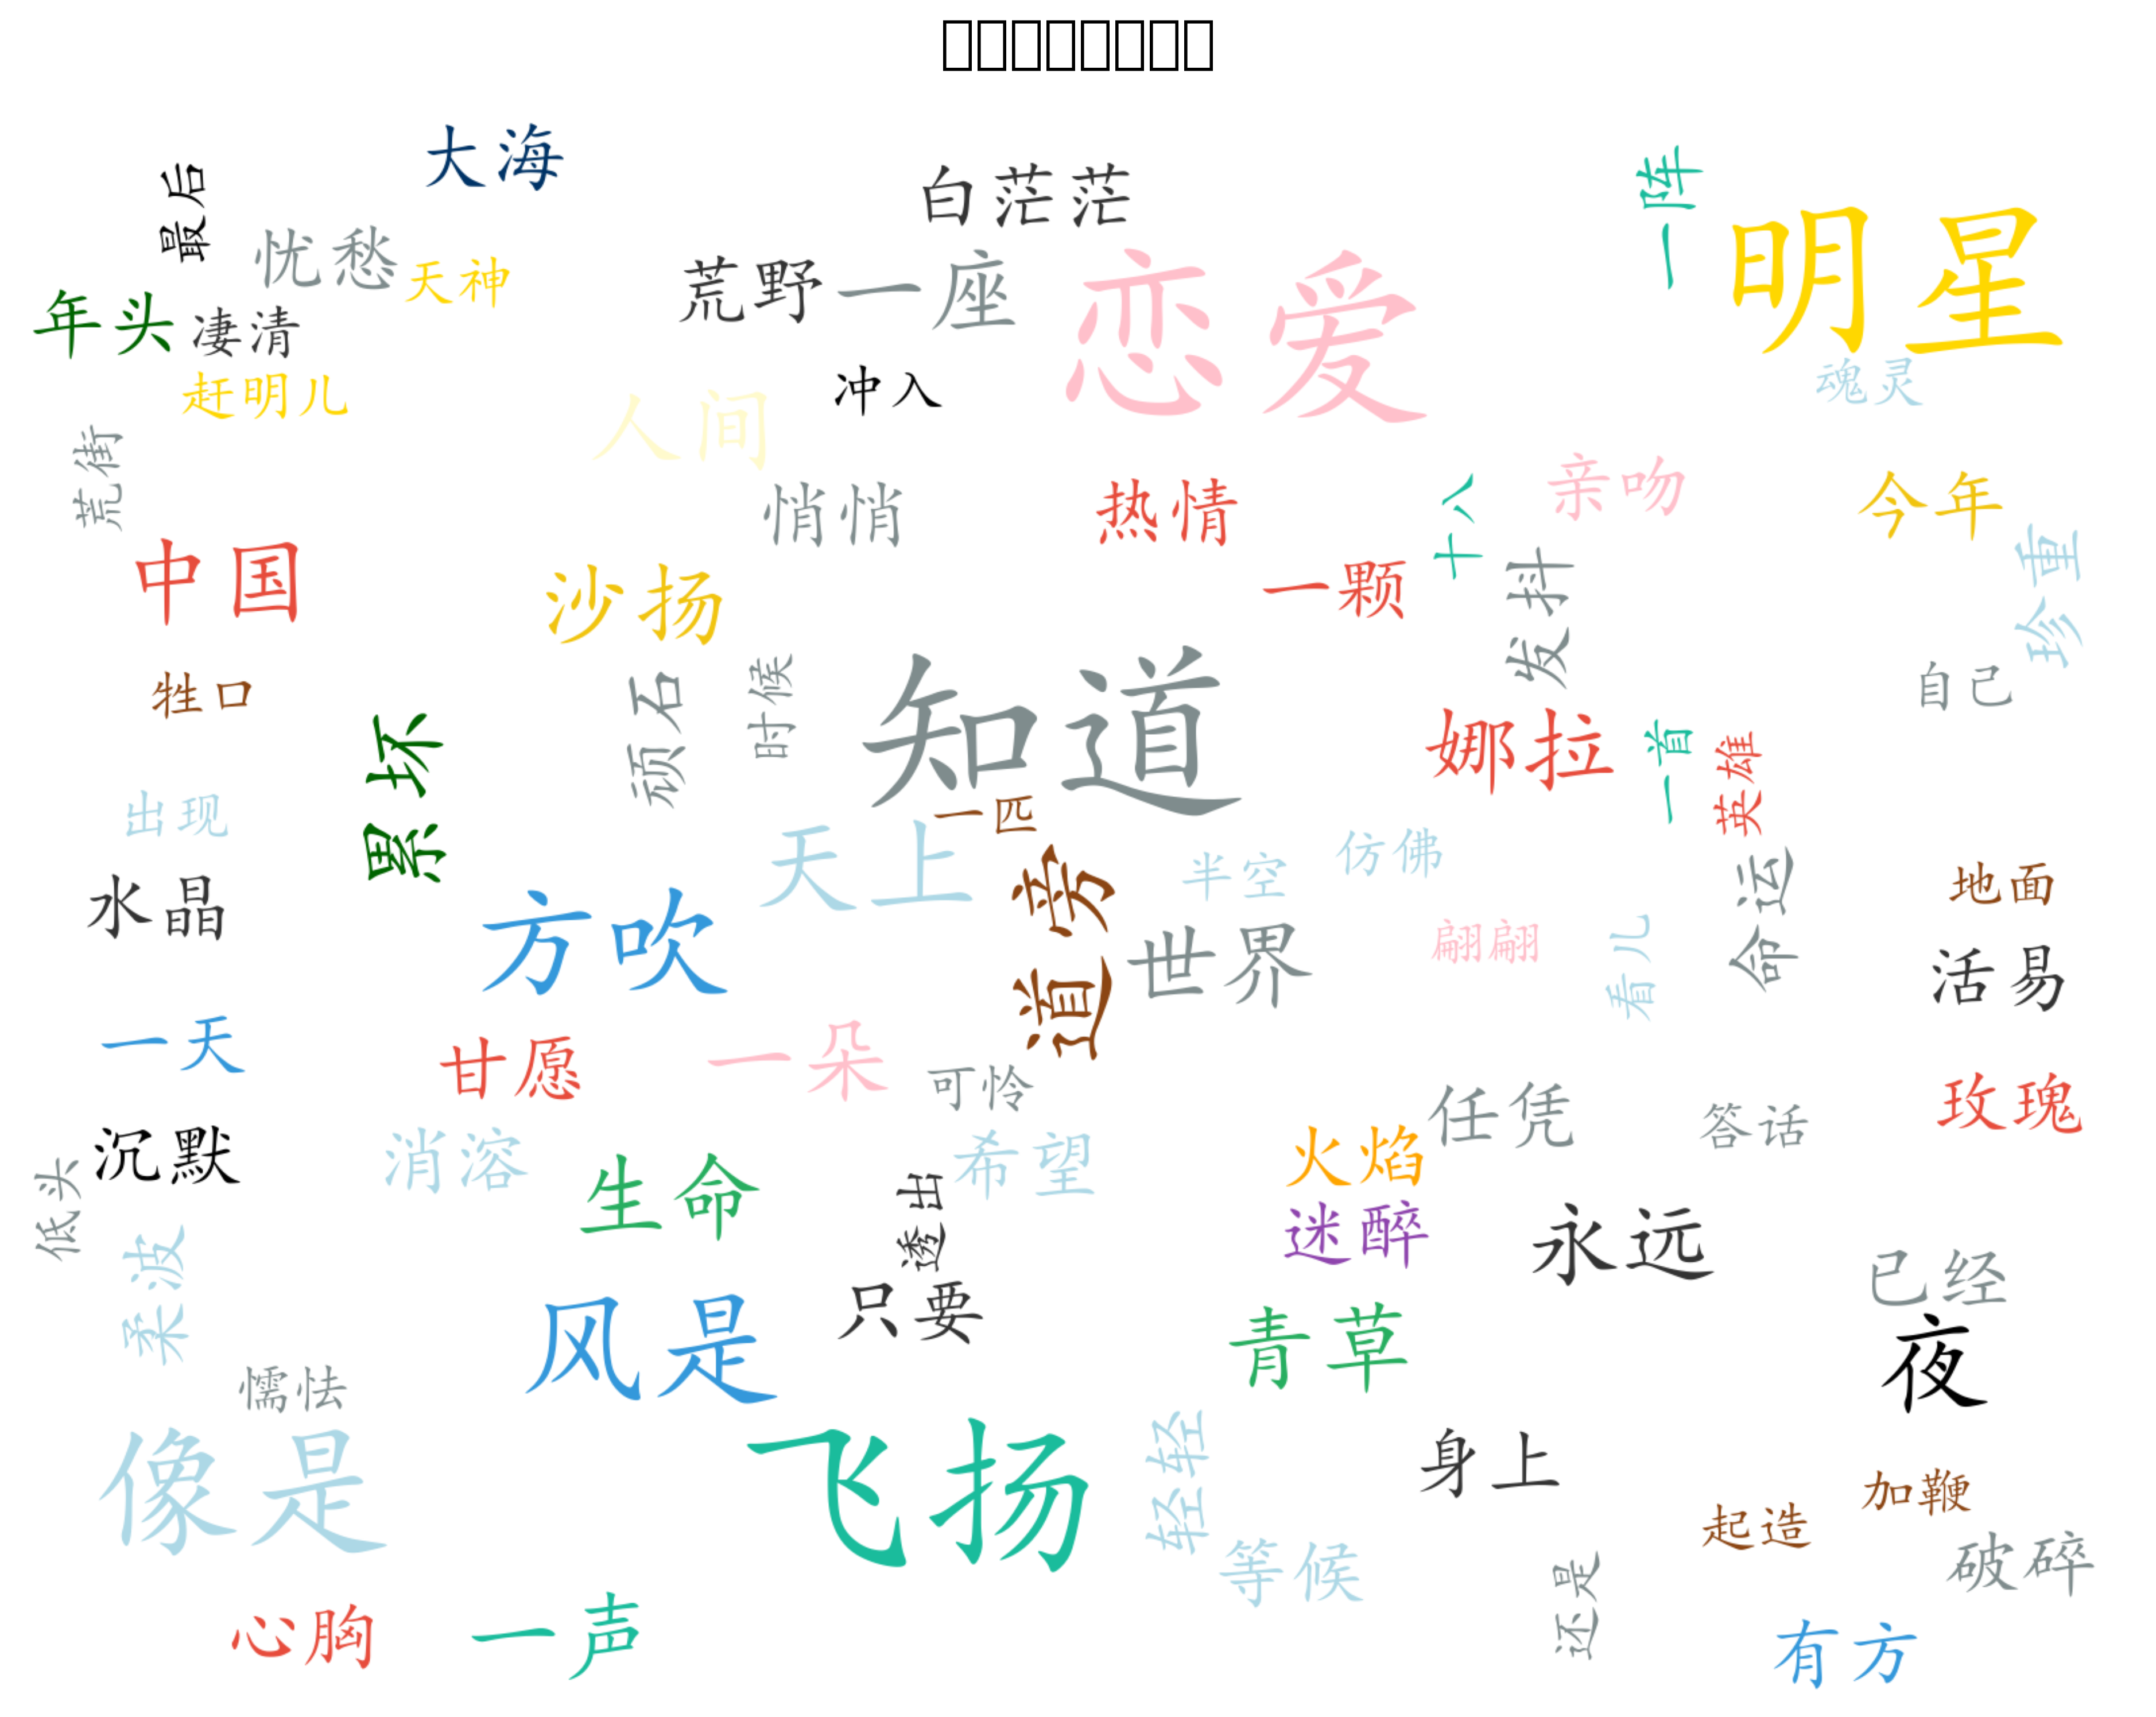 大海
白茫茫
一阵
最后
明星
忧愁
天神
荒野
一座
恋爱
年头
凄清
赶明儿
人间
冲入
魂灵
荒街
悄悄
热情
十八
亲吻
今年
中国
沙扬
一颗
发抖
珍重
牲口
顽石
时候
知道
自己
累坏
娜拉
一首
英雄
出现
天上
一匹
半空
仿佛
命运
地面
水晶
方吹
道旁
世界
翩翩
看儿
活易
一天
甘愿
一朵
可怜
任凭
答话
玫瑰
沉默
消溶
生命
希望
火焰
低头
透出
迷醉
永远
柔波
只要
已经
风是
青草
夜
懦怯
像是
飞扬
轻轻
身上
加鞭
起造
等候
还是
破碎
心胸
一声
有方